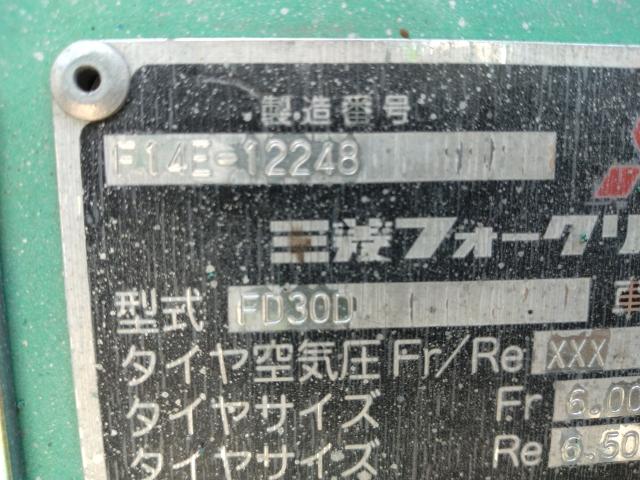 製造番号
F14E-12248
三菱フォークリ
型式 FD30D 車
タイヤ空気圧 Fr/Re XXX
タイヤサイズ Fr 6.00
タイヤサイズ Re 6.50